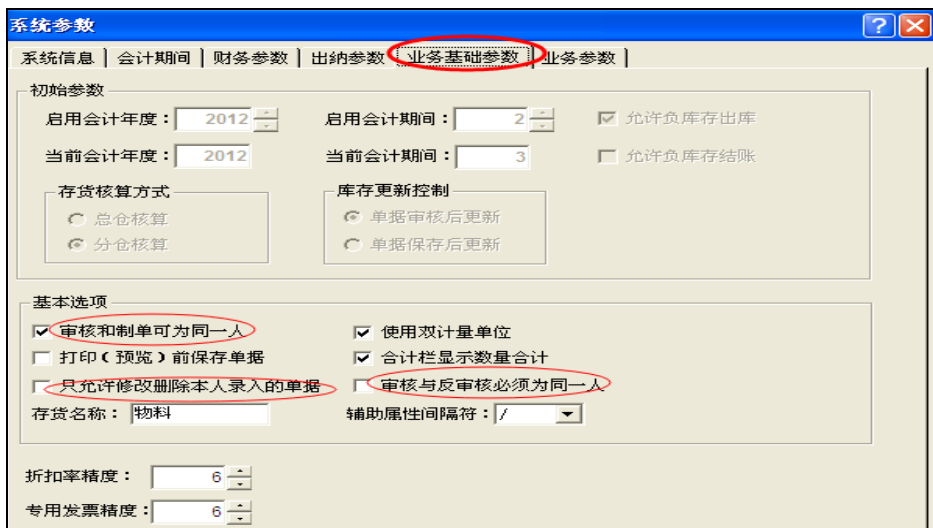 系统参数
系统信息 会计期间 财务参数 出纳参数 业务基础参数 业务参数
初始参数
启用会计年度： 2012 启用会计期间： 2 允许负库存出库
当前会计年度： 2012 当前会计期间： 3 允许负库存结账
存货核算方式 库存更新控制
总仓核算 单据审核后更新
分仓核算 单据保存后更新
基本选项
审核和制单可为同一人 使用双计量单位
打印（预览）前保存单据 合计栏显示数量合计
只允许修改删除本人录入的单据 审核与反审核必须为同一人
存货名称： 物料 辅助属性间隔符： /
折扣率精度： 6
专用发票精度： 6